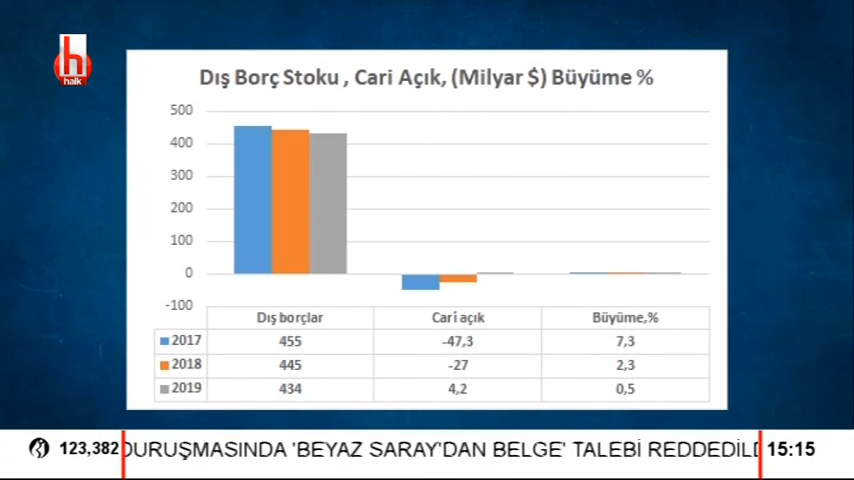 h
halk
Dış Borç Stoku , Cari Açık, (Milyar $) Büyüme %
500
400
300
200
100
0
-100
Dış borçlar Cari açık Büyüme,%
2017 455 -47,3 7,3
2018 445 -27 2,3
2019 434 4,2 0,5
123,382 DURUŞMASINDA 'BEYAZ SARAY'DAN BELGE' TALEBİ REDDEDİLD 15:15